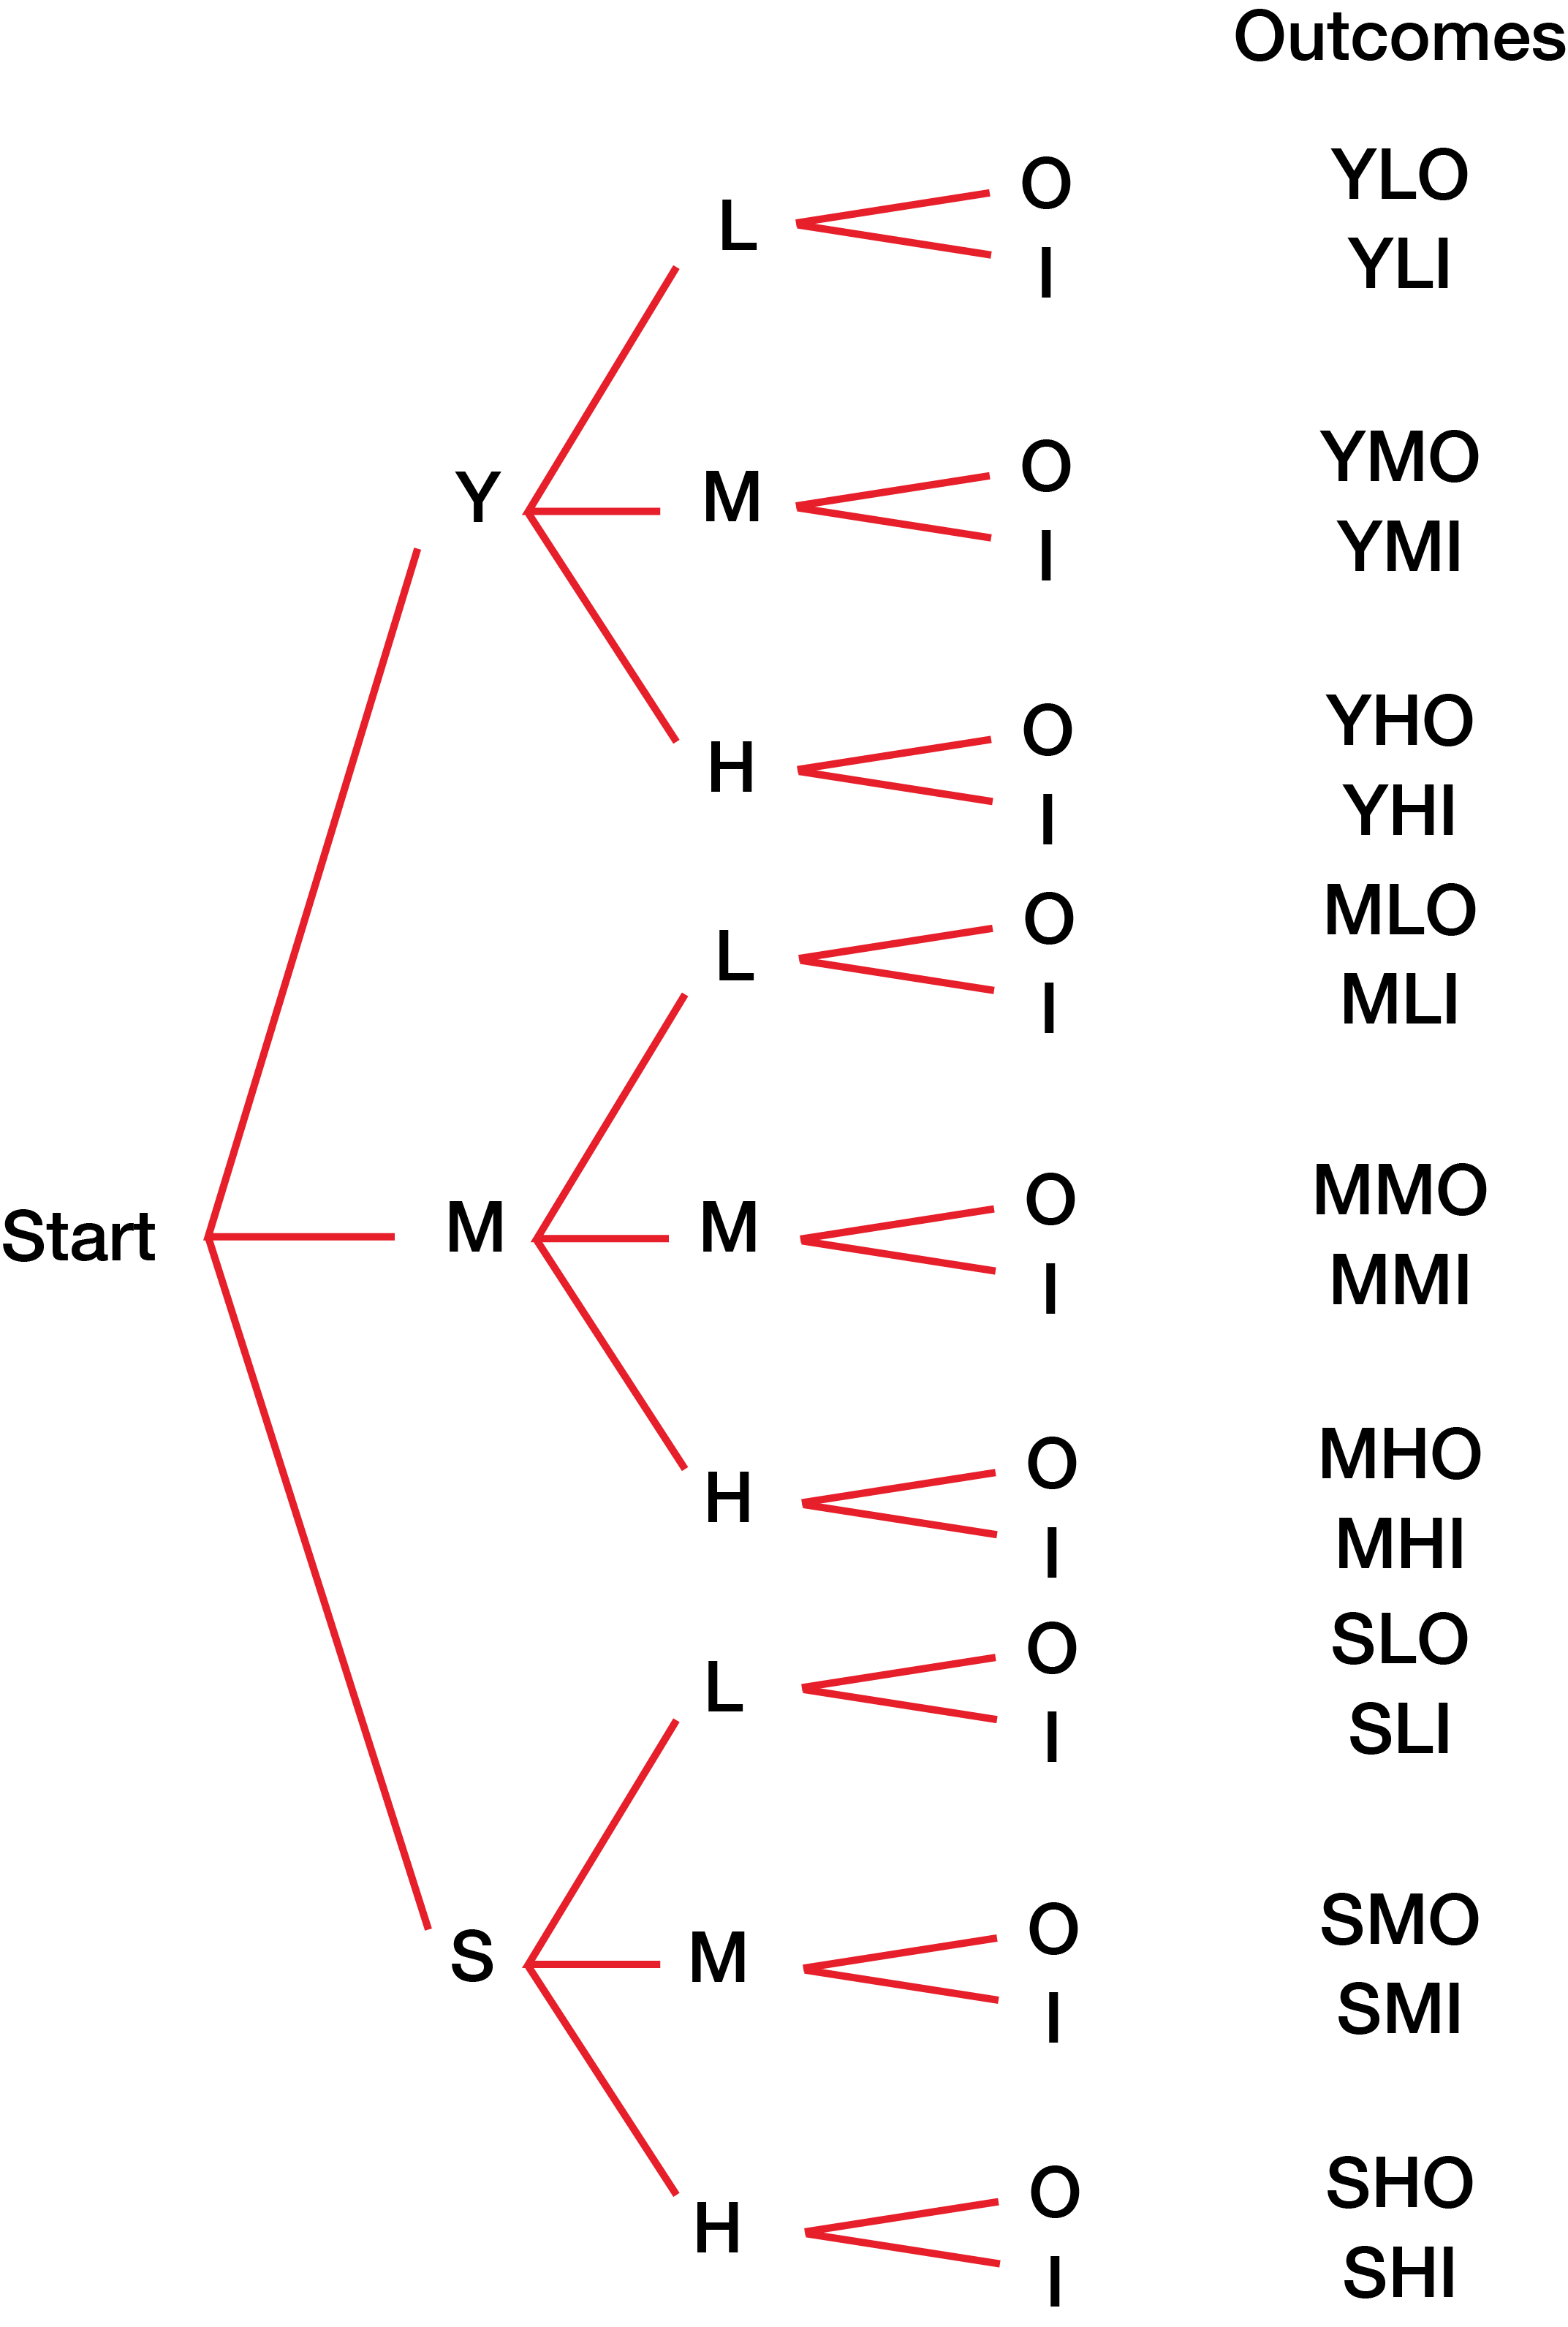 Outcomes
L O YLO
I YLI
Y M O YMO
I YMI
H O YHO
I YHI
L O MLO
I MLI
Start M M O MMO
I MMI
H O MHO
I MHI
L O SLO
I SLI
S M O SMO
I SMI
H O SHO
I SHI